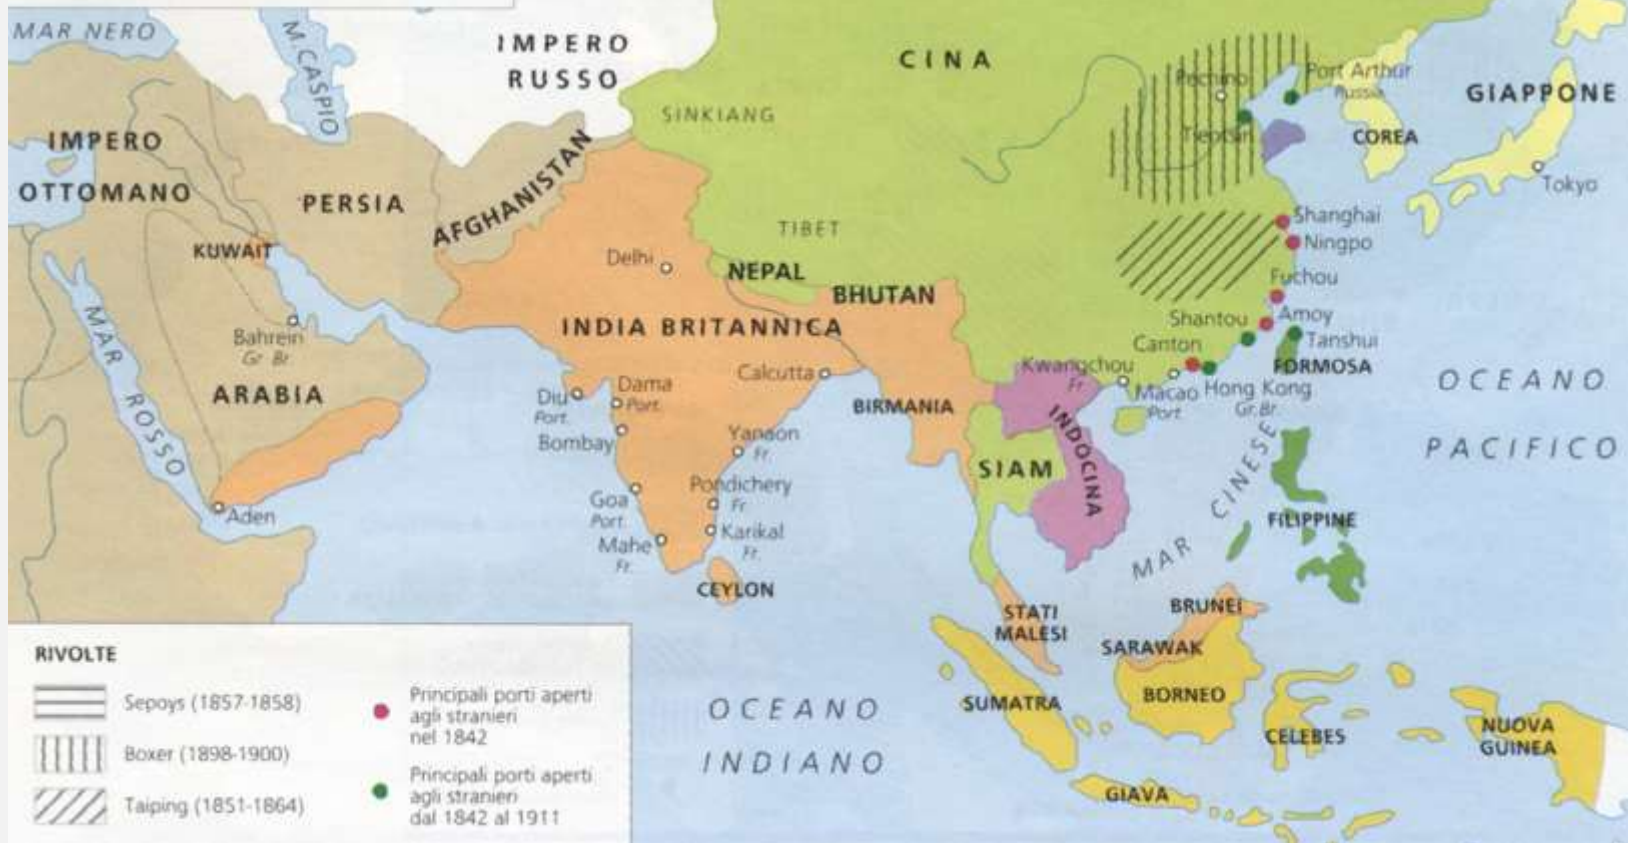 MAR NERO
M.CASPIO
IMPERO
RUSSO
CINA
SINKIANG
Pechino
Port Arthur
Russia
GIAPPONE
IMPERO
OTTOMANO
PERSIA
AFGHANISTAN
Tientsin
COREA
Tokyo
TIBET
Shanghai
Ningpo
KUWAIT
Delhi
NEPAL
BHUTAN
Fuchou
MAR ROSSO
Bahrein
Gr. Br.
INDIA BRITANNICA
Shantou
Amoy
Tanshui
Canton
FORMOSA
ARABIA
Diu
Port.
Dama
Port.
Calcutta
Kwangchou
Fr.
Macao
Port.
Hong Kong
Gr.Br.
OCEANO
PACIFICO
Bombay
BIRMANIA
Yanaon
Fr.
SIAM
INDOCINA
MAR CINESE
Goa
Port.
Pondichery
Fr.
Aden
Mahe
Fr.
Karikal
Fr.
FILIPPINE
CEYLON
STATI
MALESI
BRUNEI
SARAWAK
SUMATRA
BORNEO
CELEBES
NUOVA
GUINEA
GIAVA
OCEANO
INDIANO
RIVOLTE
Sepoys (1857-1858)
Boxer (1898-1900)
Taiping (1851-1864)
Principali porti aperti
agli stranieri
nel 1842
Principali porti aperti
agli stranieri
dal 1842 al 1911